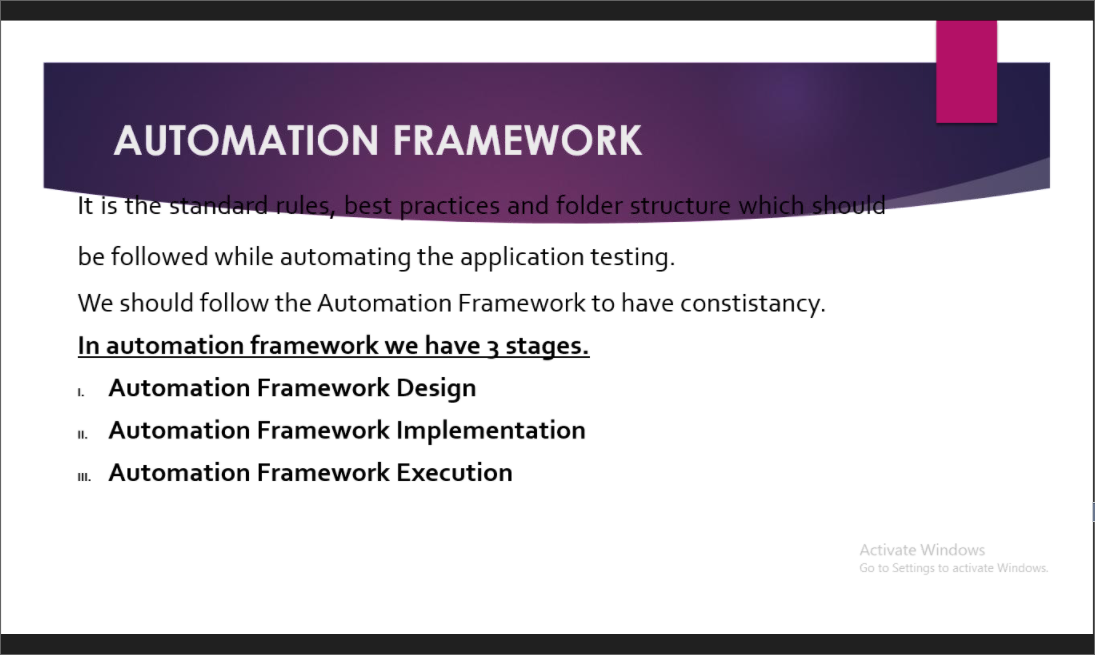 AUTOMATION FRAMEWORK
It is the standard rules, best practices and folder structure which should
be followed while automating the application testing.
We should follow the Automation Framework to have constistancy.
In automation framework we have 3 stages.
I. Automation Framework Design
II. Automation Framework Implementation
III. Automation Framework Execution
Activate Windows
Go to Settings to activate Windows.